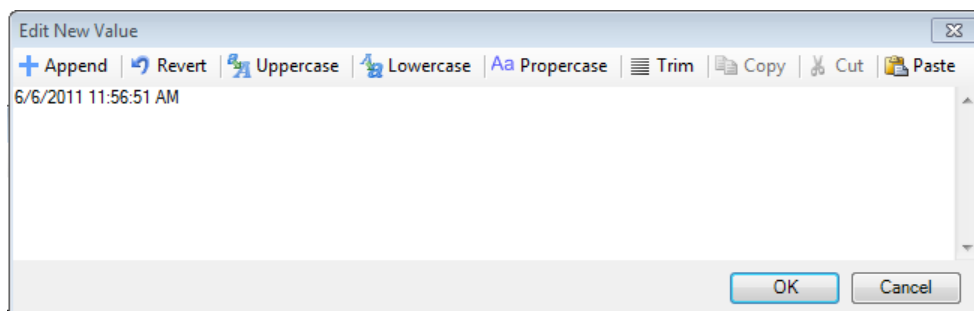 Edit New Value
Append Revert Uppercase Lowercase Aa Propercase Trim Copy Cut Paste
6/6/2011 11:56:51 AM
OK Cancel